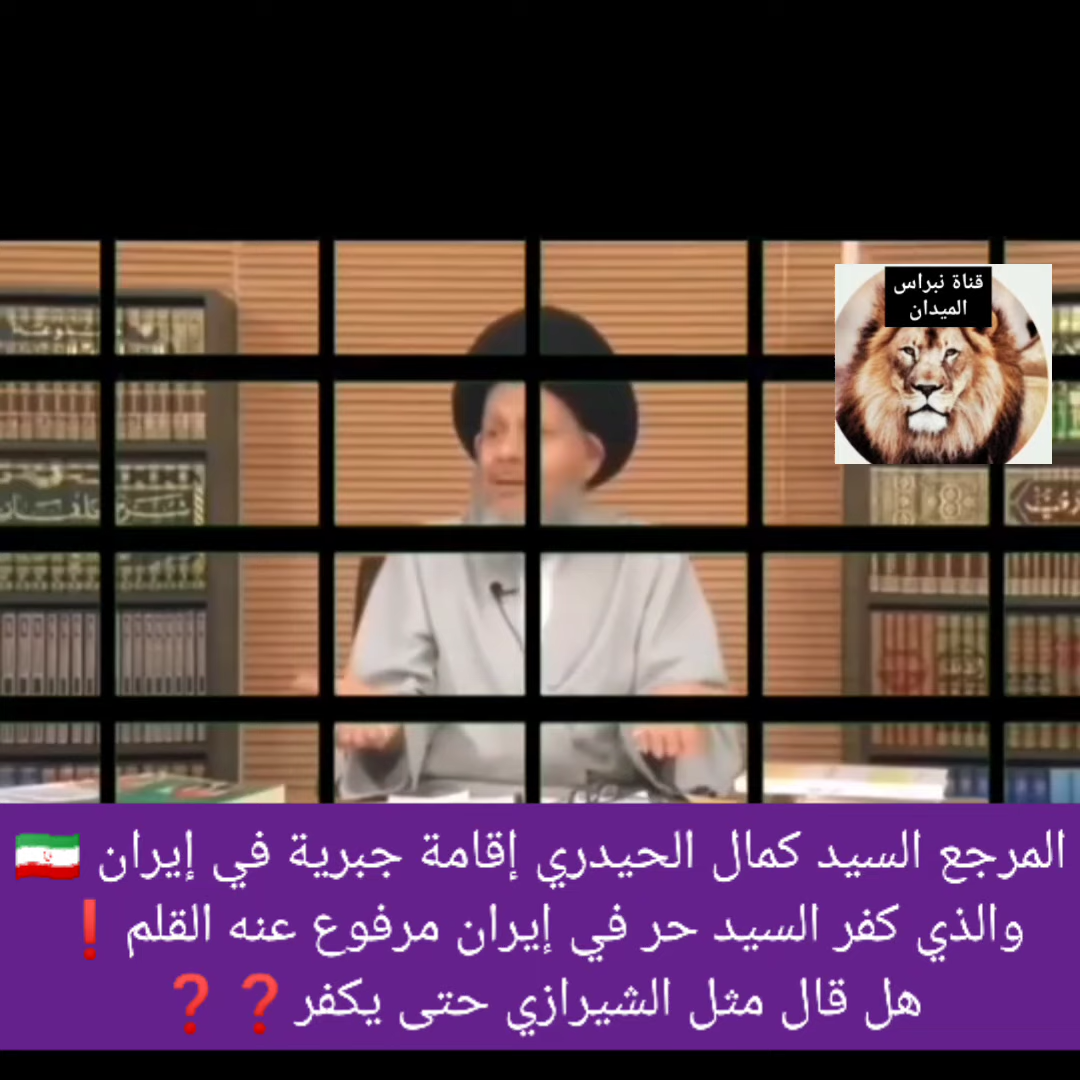 قناة نبراس
الميدان
المرجع السيد كمال الحيدري إقامة جبرية في إيران 🇮🇷
والذي كفر السيد حر في إيران مرفوع عنه القلم❗
هل قال مثل الشيرازي حتى يكفر❓❓